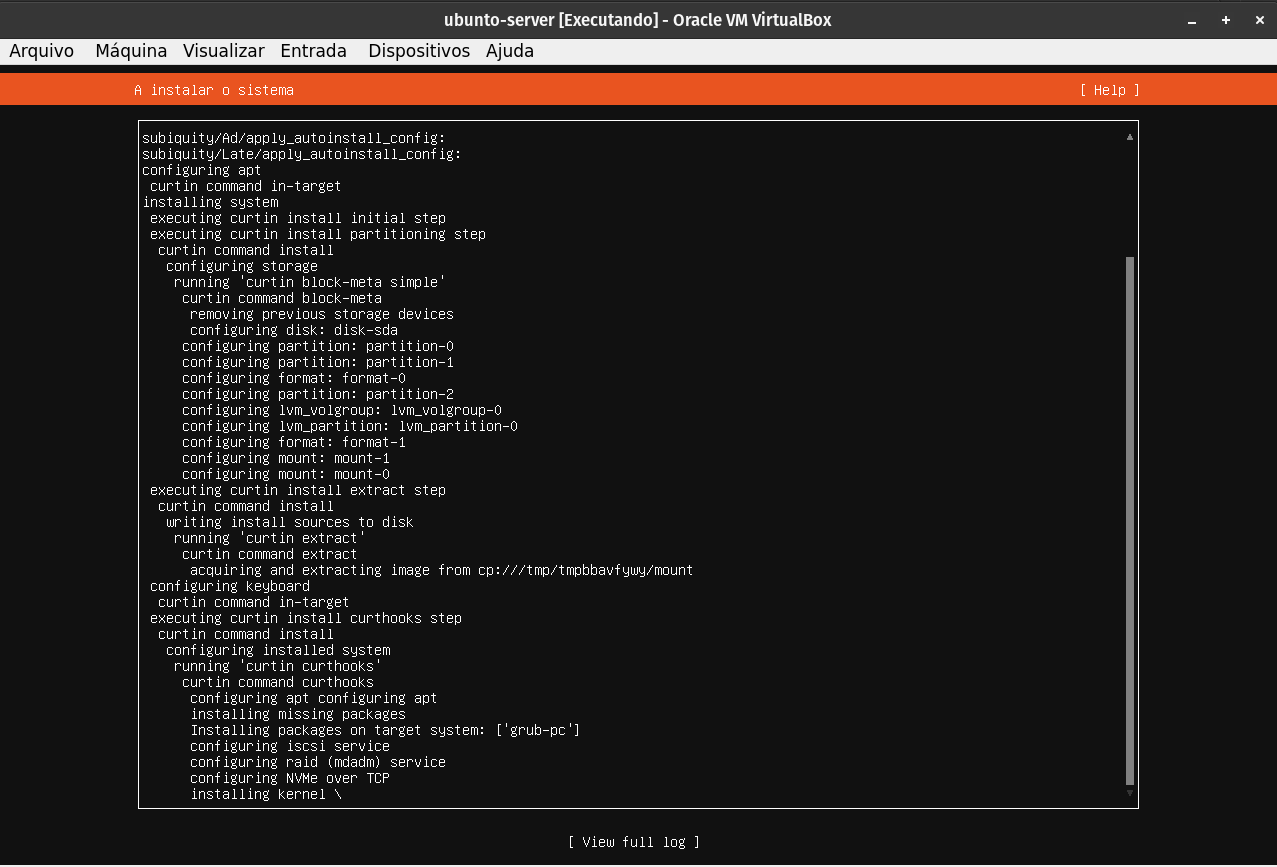 ubunto-server [Executando] - Oracle VM VirtualBox
Arquivo Máquina Visualizar Entrada Dispositivos Ajuda
A instalar o sistema [ Help ]
subiquity/Ad/apply_autoinstall_config:
subiquity/Late/apply_autoinstall_config:
configuring apt
curtin command in-target
installing system
executing curtin install initial step
executing curtin install partitioning step
curtin command install
configuring storage
running 'curtin block-meta simple'
curtin command block-meta
removing previous storage devices
configuring disk: disk-sda
configuring partition: partition-0
configuring partition: partition-1
configuring format: format-0
configuring partition: partition-2
configuring lvm_volgroup: lvm_volgroup-0
configuring lvm_partition: lvm_partition-0
configuring format: format-1
configuring mount: mount-1
configuring mount: mount-0
executing curtin install extract step
curtin command install
writing install sources to disk
running 'curtin extract'
curtin command extract
acquiring and extracting image from cp:///tmp/tmpbbavfywy/mount
configuring keyboard
curtin command in-target
executing curtin install curthooks step
curtin command install
configuring installed system
running 'curtin curthooks'
curtin command curthooks
configuring apt configuring apt
installing missing packages
Installing packages on target system: ['grub-pc']
configuring iscsi service
configuring raid (mdadm) service
configuring NVMe over TCP
installing kernel \
[ View full log ]